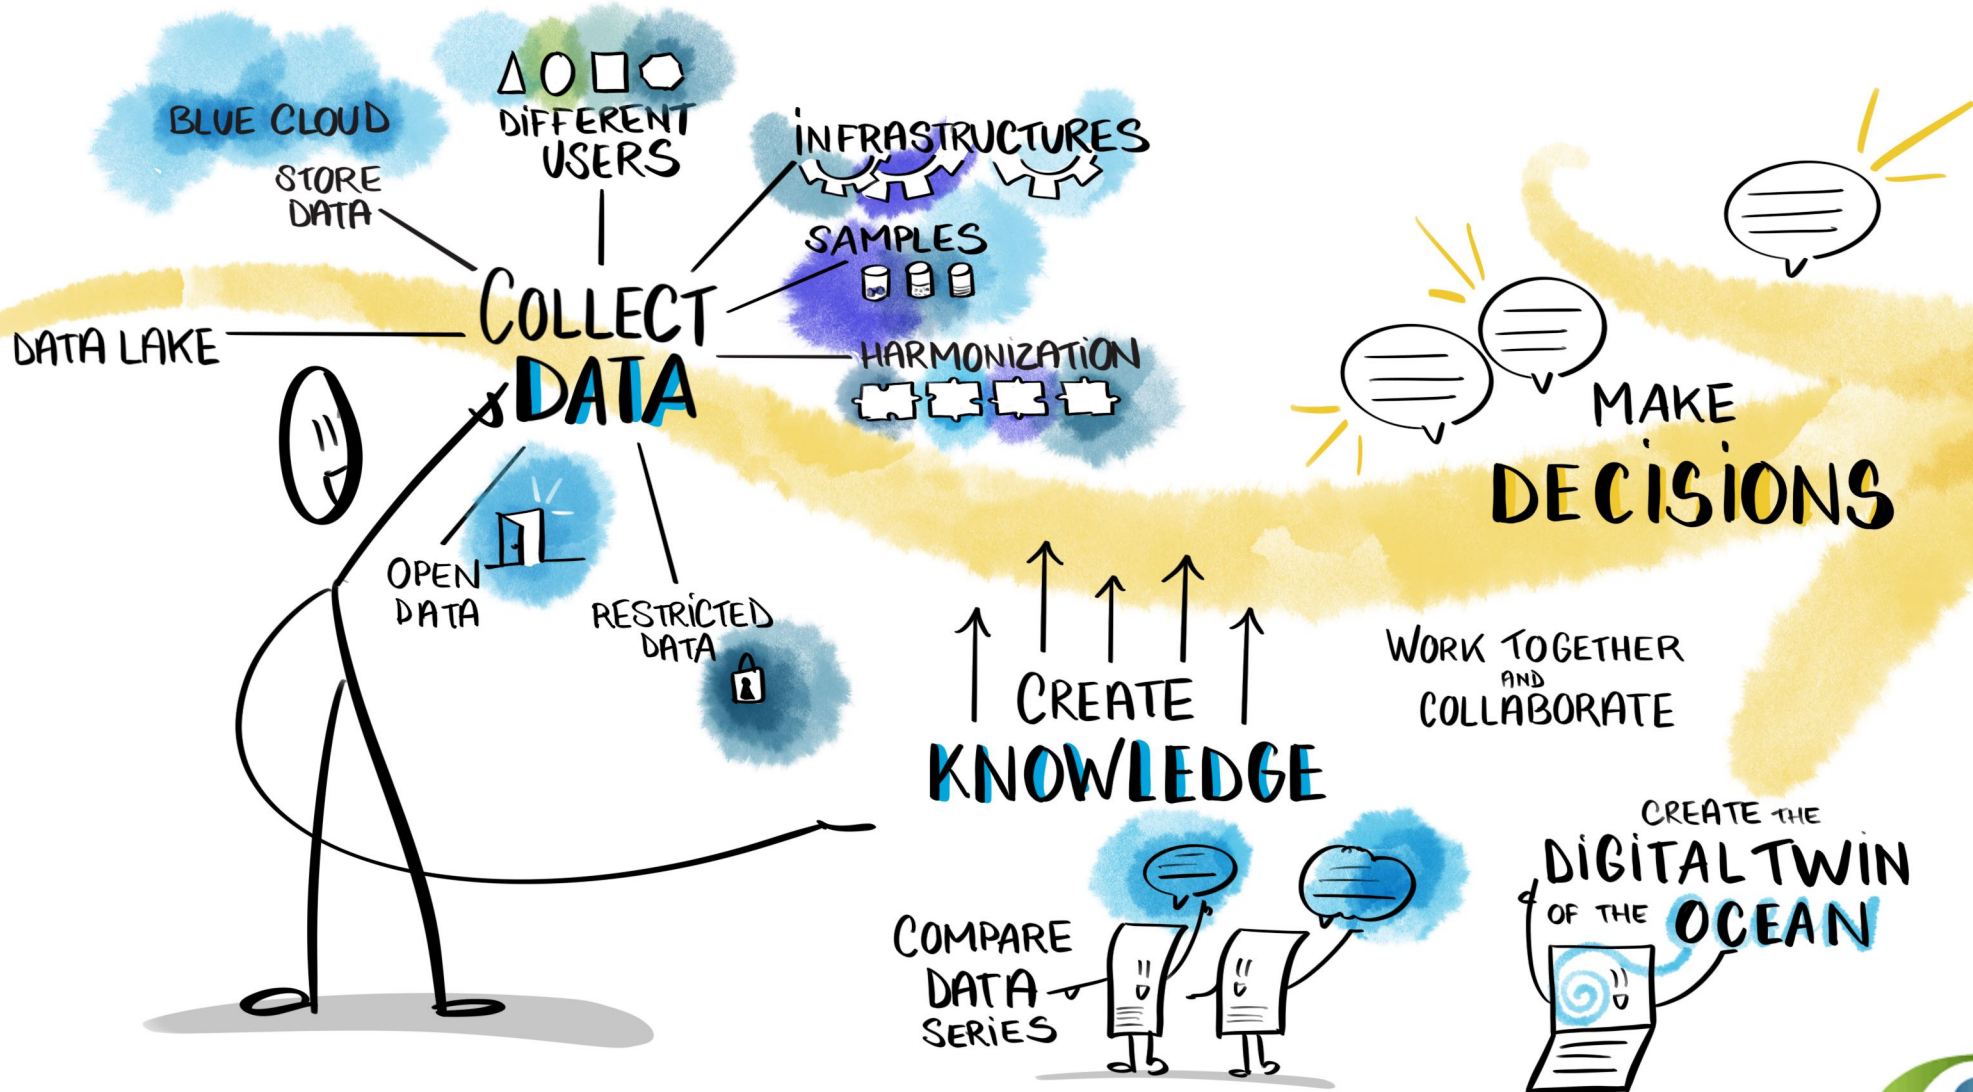 BLUE CLOUD
STORE
DATA
DiFFERENT
USERS
iNFRASTRUCTURES
SAMPLES
HARMONiZATiON
DATA LAKE
COLLECT
DATA
OPEN
DATA
RESTRiCTED
DATA
MAKE
DECiSiONS
CREATE
KNOWLEDGE
WORK TOGETHER
AND
COLLABORATE
COMPARE
DATA
SERiES
CREATE THE
DiGiTAL TWiN
OF THE OCEAN